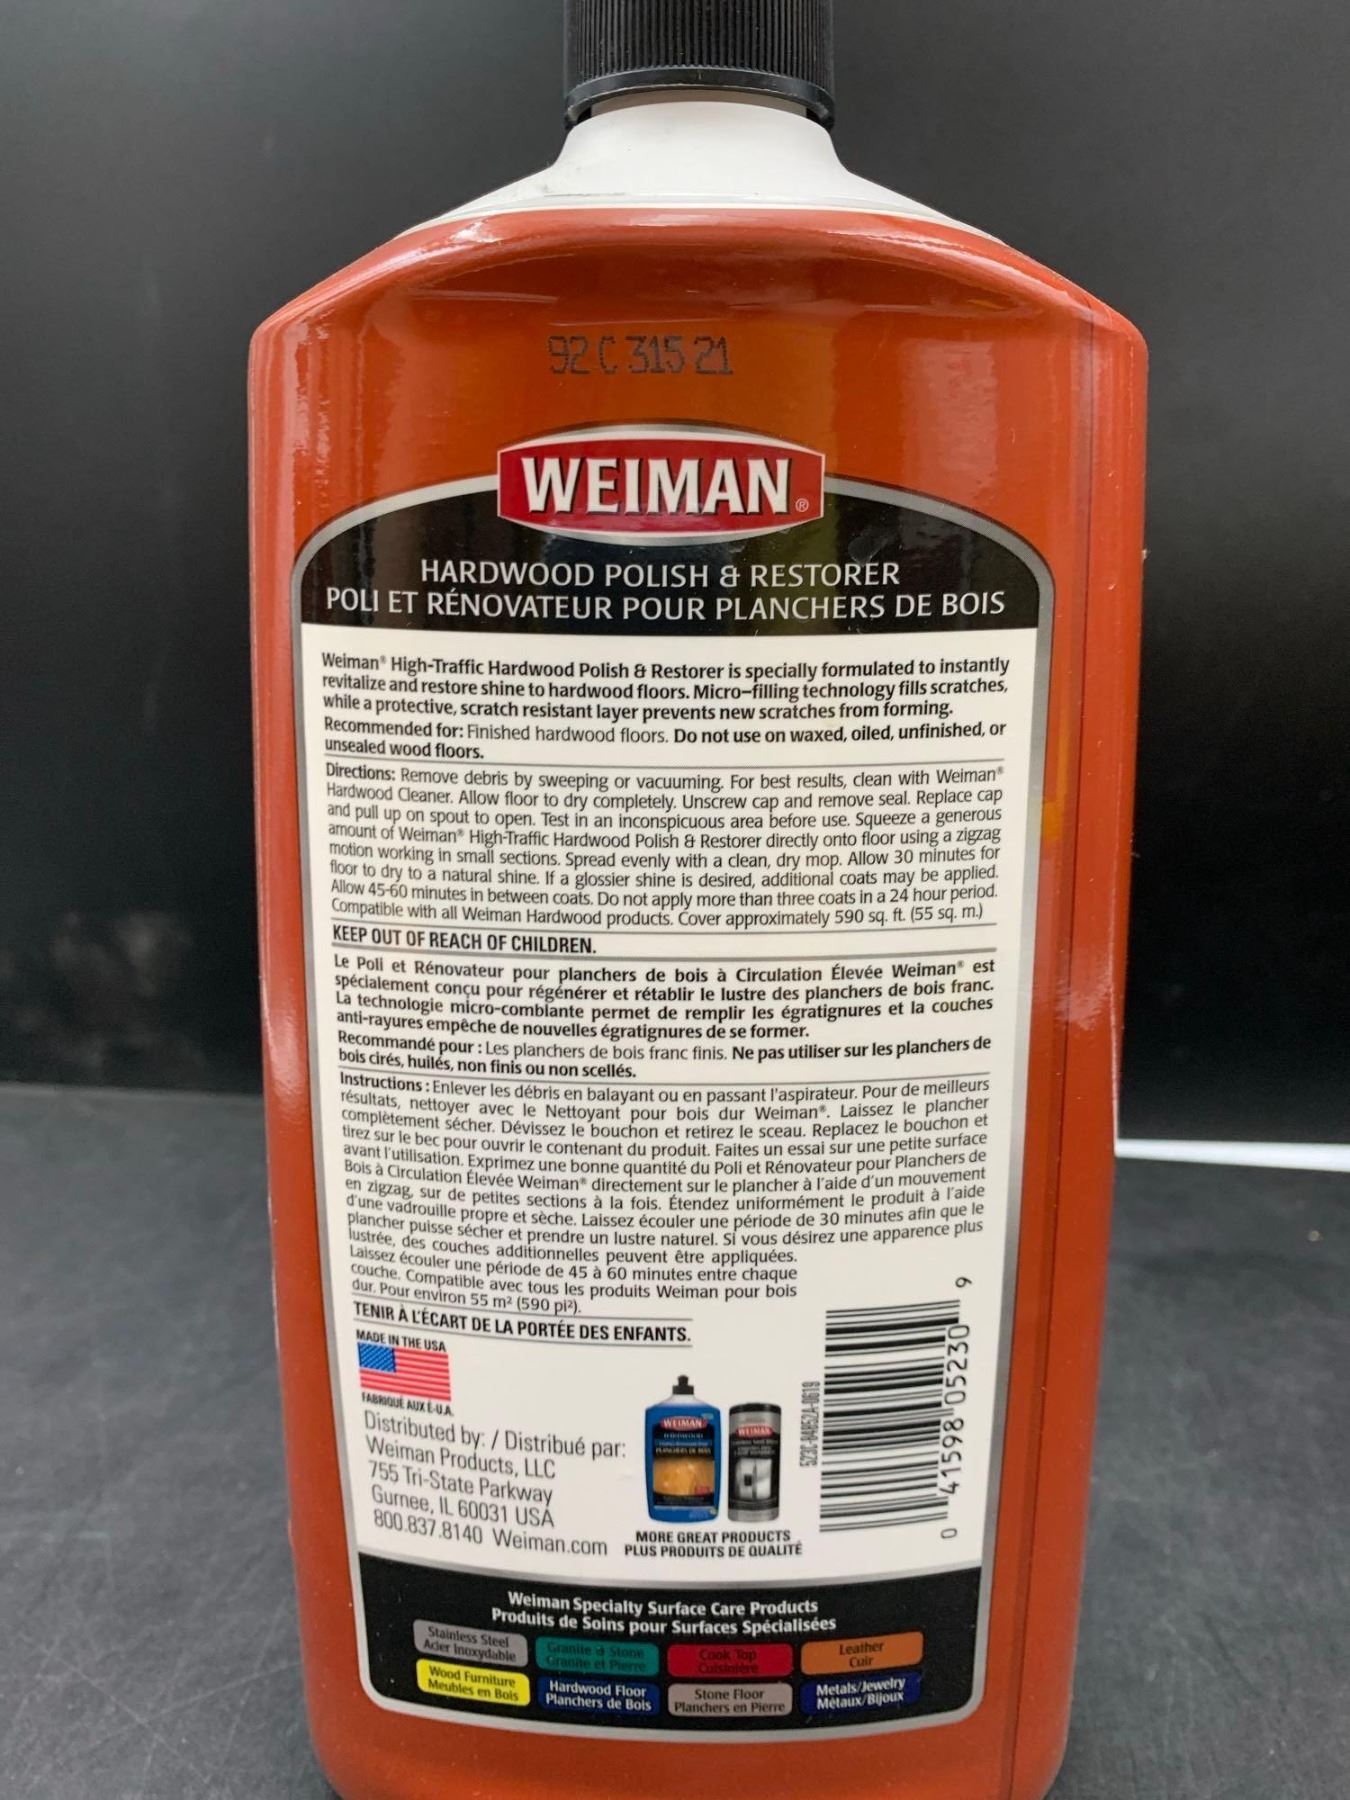 92 C 315 21
WEIMAN®
HARDWOOD POLISH & RESTORER
POLI ET RÉNOVATEUR POUR PLANCHERS DE BOIS
Weiman® High-Traffic Hardwood Polish & Restorer is specially formulated to instantly
revitalize and restore shine to hardwood floors. Micro-filling technology fills scratches,
while a protective, scratch resistant layer prevents new scratches from forming.
Recommended for: Finished hardwood floors. Do not use on waxed, oiled, unfinished, or
unsealed wood floors.
Directions: Remove debris by sweeping or vacuuming. For best results, clean with Weiman®
Hardwood Cleaner. Allow floor to dry completely. Unscrew cap and remove seal. Replace cap
and pull up on spout to open. Test in an inconspicuous area before use. Squeeze a generous
amount of Weiman® High-Traffic Hardwood Polish & Restorer directly onto floor using a zigzag
motion working in small sections. Spread evenly with a clean, dry mop. Allow 30 minutes for
floor to dry to a natural shine. If a glossier shine is desired, additional coats may be applied.
Allow 45-60 minutes in between coats. Do not apply more than three coats in a 24 hour period.
Compatible with all Weiman Hardwood products. Cover approximately 590 sq. ft. (55 sq. m.)
KEEP OUT OF REACH OF CHILDREN.
Le Poli et Rénovateur pour planchers de bois à Circulation Élevée Weiman® est
spécialement conçu pour régénérer et rétablir le lustre des planchers de bois franc.
La technologie micro-comblante permet de remplir les égratignures et la couches
anti-rayures empêche de nouvelles égratignures de se former.
Recommandé pour : Les planchers de bois franc finis. Ne pas utiliser sur les planchers de
bois cirés, huilés, non finis ou non scellés.
Instructions : Enlever les débris en balayant ou en passant l'aspirateur. Pour de meilleurs
résultats, nettoyer avec le Nettoyant pour bois dur Weiman®. Laissez le plancher
complètement sécher. Dévissez le bouchon et retirez le sceau. Replacez le bouchon et
tirez sur le bec pour ouvrir le contenant du produit. Faites un essai sur une petite surface
avant l'utilisation. Exprimez une bonne quantité du Poli et Rénovateur pour Planchers de
Bois à Circulation Élevée Weiman® directement sur le plancher à l'aide d'un mouvement
en zigzag, sur de petites sections à la fois. Étendez uniformément le produit à l'aide
d'une vadrouille propre et sèche. Laissez écouler une période de 30 minutes afin que le
plancher puisse sécher et prendre un lustre naturel. Si vous désirez une apparence plus
lustrée, des couches additionnelles peuvent être appliquées.
Laissez écouler une période de 45 à 60 minutes entre chaque
couche. Compatible avec tous les produits Weiman pour bois
dur. Pour environ 55 m² (590 pi²).
TENIR À L'ÉCART DE LA PORTÉE DES ENFANTS.
MADE IN THE USA
FABRIQUÉ AUX É-U.A.
Distributed by: / Distribué par:
Weiman Products, LLC
755 Tri-State Parkway
Gurnee, IL 60031 USA
800.837.8140 Weiman.com
WEIMAN
HARDWOOD
WEIMAN
MORE GREAT PRODUCTS
PLUS PRODUITS DE QUALITÉ
523C-04852A-0619
0 41598 05230 9
Weiman Specialty Surface Care Products
Produits de Soins pour Surfaces Spécialisées
Stainless Steel
Acier Inoxydable
Granite & Stone
Granite et Pierre
Cook Top
Cuisinière
Leather
Cuir
Wood Furniture
Meubles en Bois
Hardwood Floor
Planchers de Bois
Stone Floor
Planchers en Pierre
Metals/Jewelry
Métaux/Bijoux